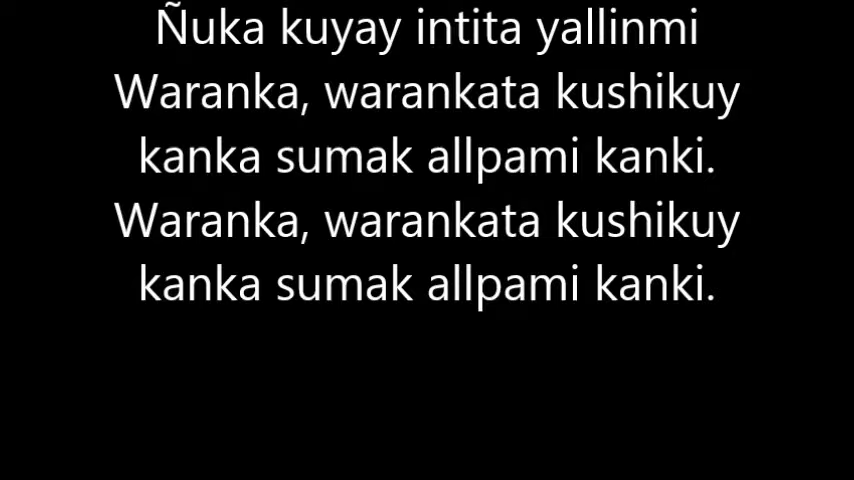 Ñuka kuyay intita yallinmi
Waranka, warankata kushikuy
kanka sumak allpami kanki.
Waranka, warankata kushikuy
kanka sumak allpami kanki.